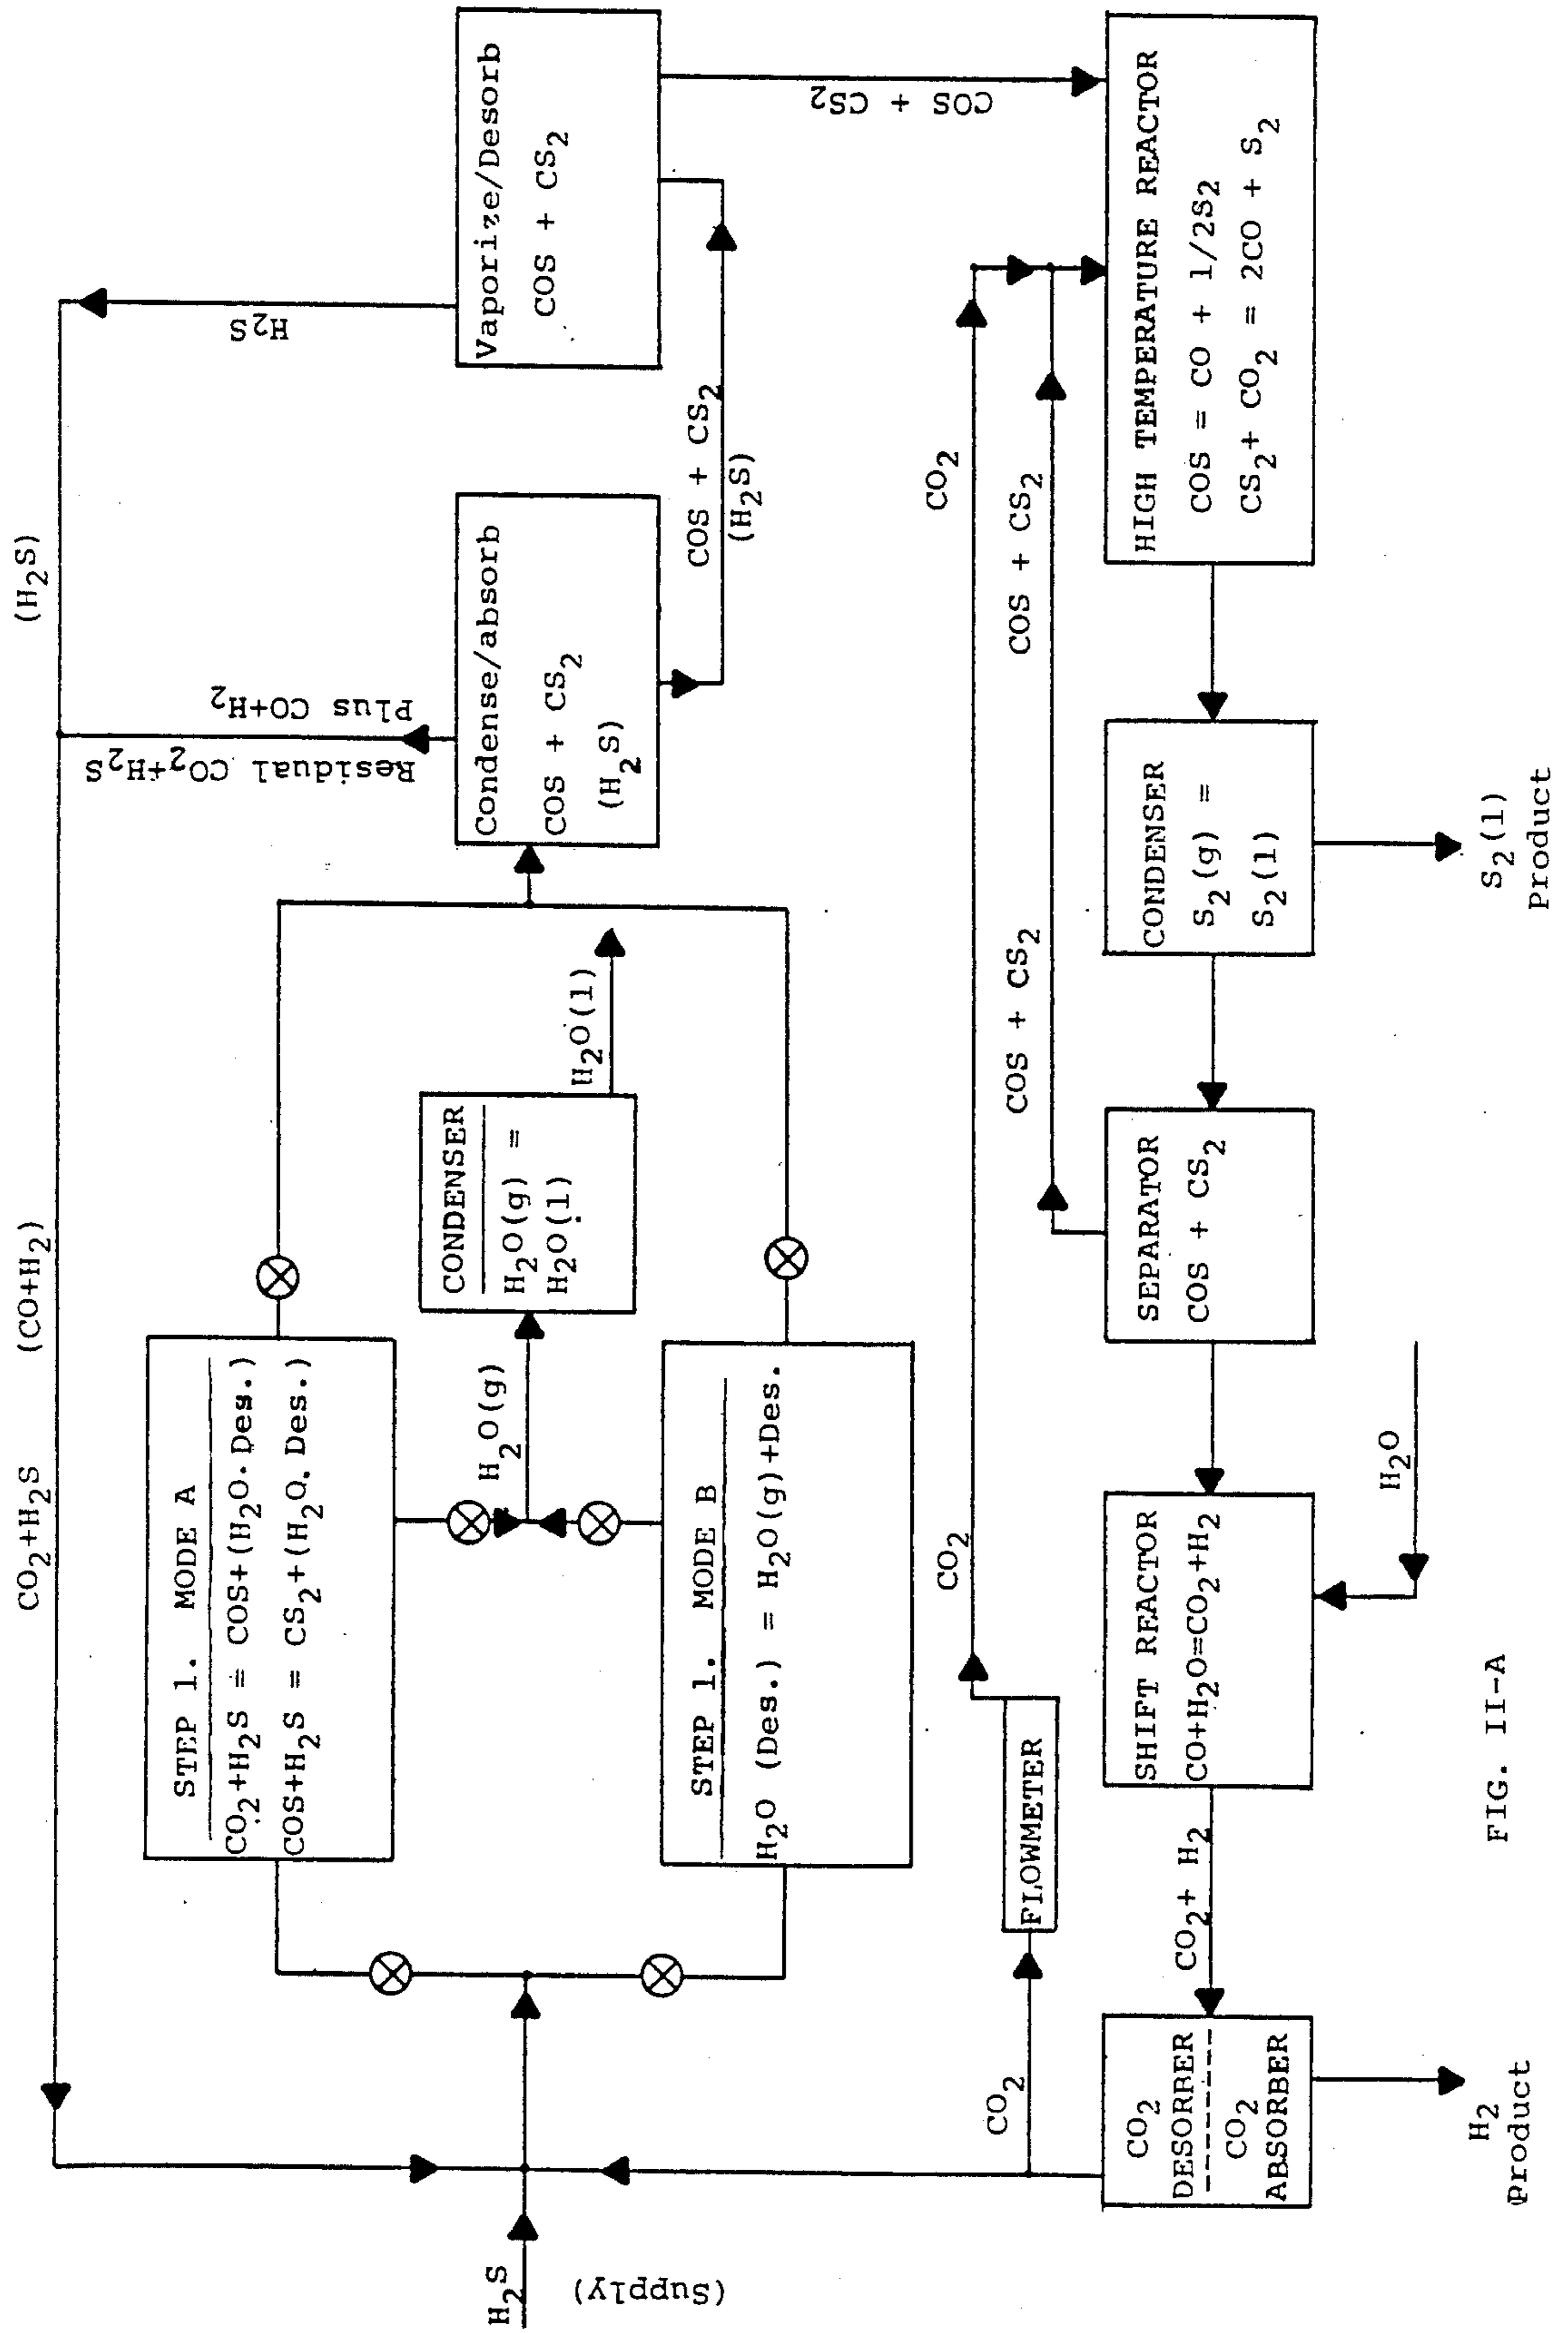 CO2+H2S (CO+H2)
(H2S)
H2S
(Supply)
STEP 1. MODE A
CO2+H2S = COS+(H2O.Des.)
COS+H2S = CS2+(H2O.Des.)
H2O(g)
CONDENSER
H2O(g) =
H2O(l)
H2O(l)
STEP 1. MODE B
H2O (Des.) = H2O(g)+Des.
Residual CO2+H2S
Plus CO+H2
Condense/absorb
COS + CS2
(H2S)
COS + CS2
(H2S)
H2S
Vaporize/Desorb
COS + CS2
COS + CS2
CO2
FLOWMETER
CO2
CO2
COS + CS2
COS + CS2
CO2
DESORBER
CO2
ABSORBER
H2
Product
CO2+ H2
SHIFT REACTOR
CO+H2O=CO2+H2
H2O
SEPARATOR
COS + CS2
CONDENSER
S2(g) =
S2(l)
S2(l)
Product
HIGH TEMPERATURE REACTOR
COS = CO + 1/2S2
CS2+ CO2 = 2CO + S2
FIG. II-A